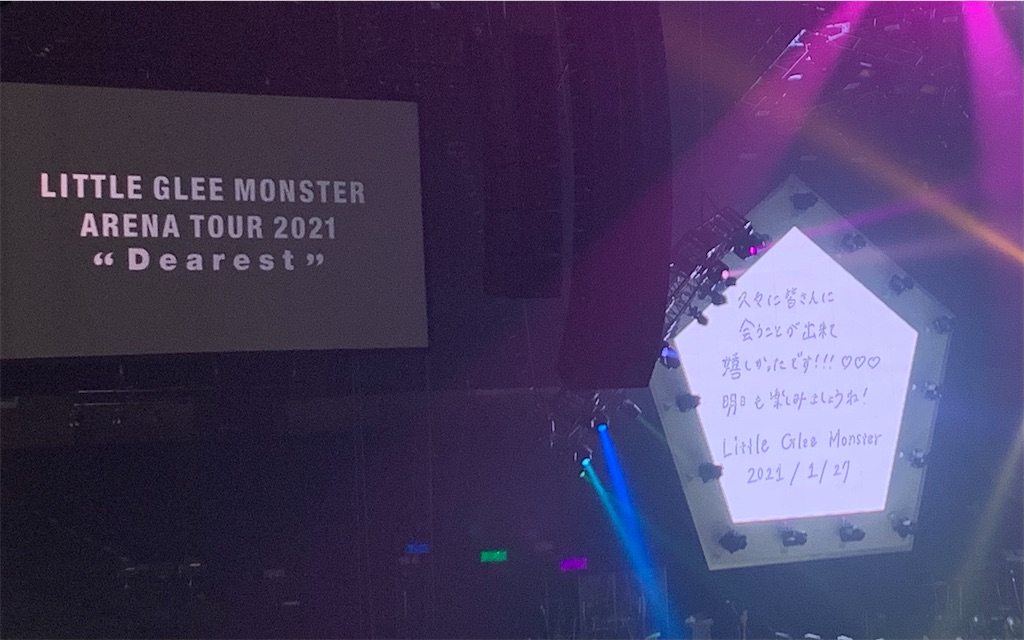 LITTLE GLEE MONSTER
ARENA TOUR 2021
“Dearest”
久々に皆さんに
会うことが出来て
嬉しかったです!!!♡♡♡
明日も楽しみましょうね!
Little Glee Monster
2021/1/27